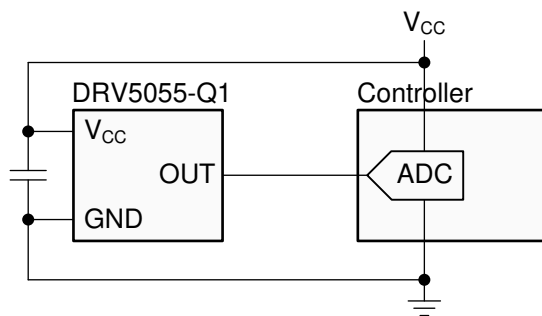 VCC
DRV5055-Q1
Controller
VCC
OUT
ADC
GND